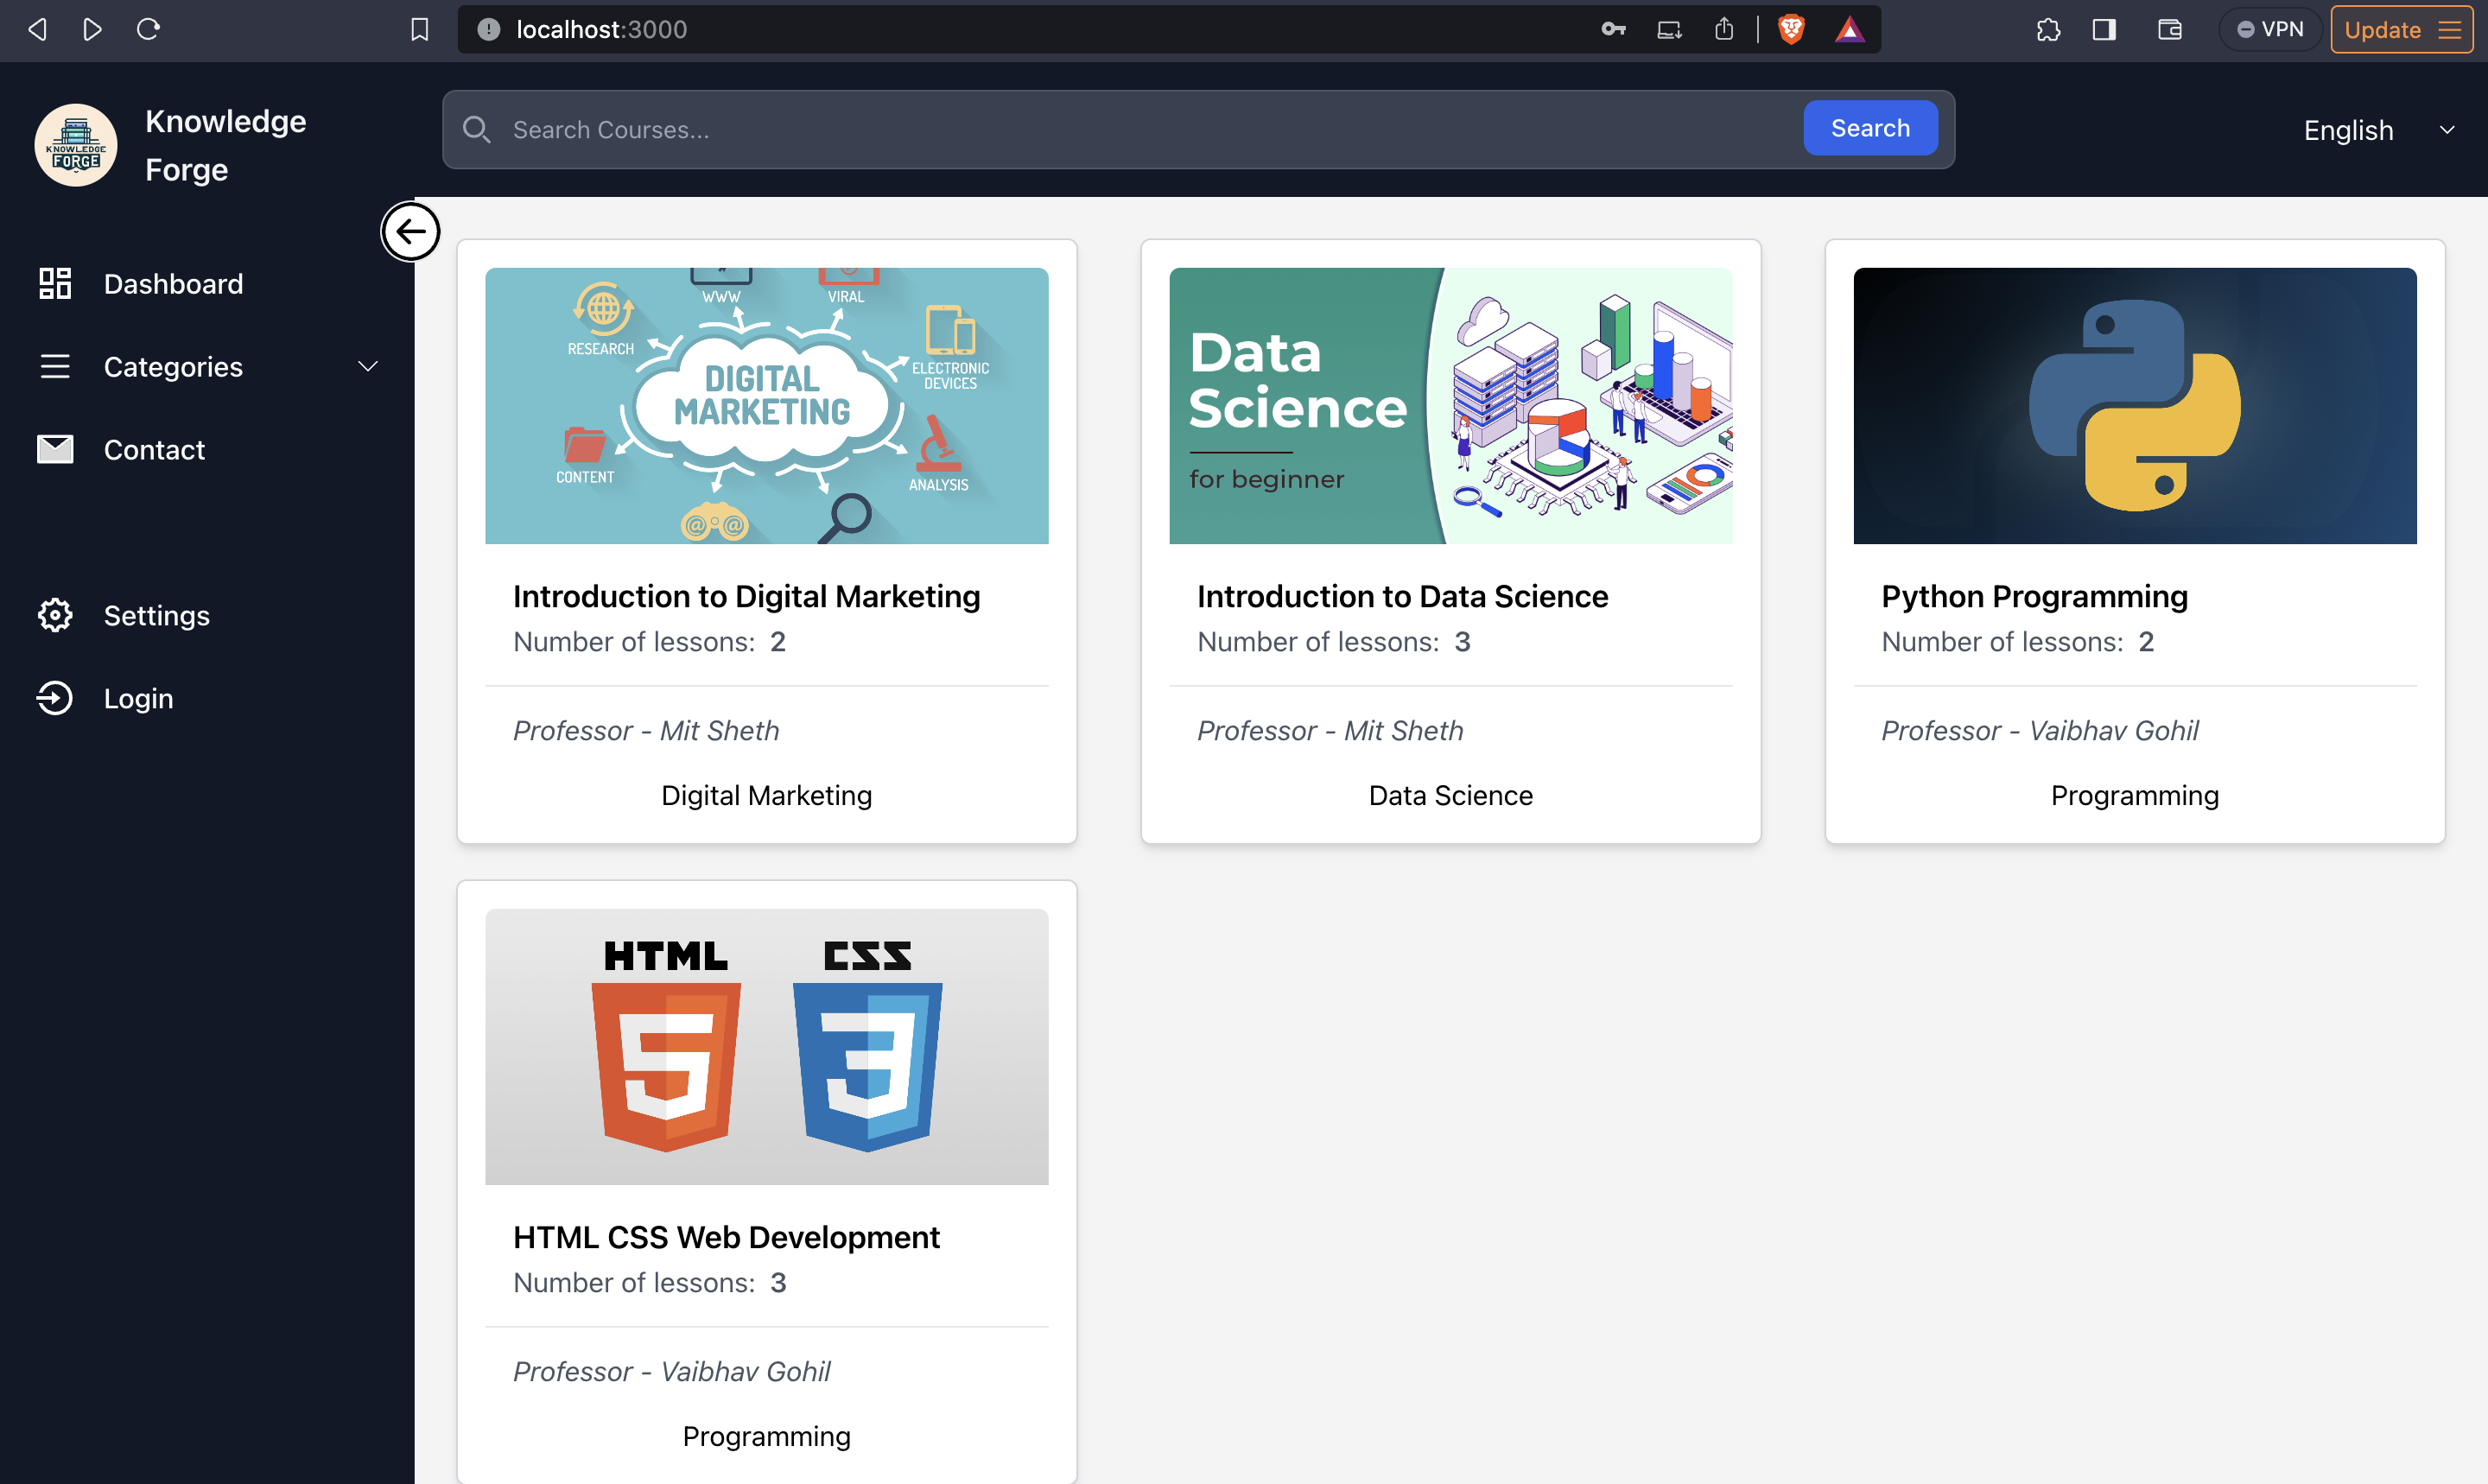 localhost:3000
VPN
Update
KNOWLEDGE
FORGE
Knowledge
Forge
Search Courses...
Search
English
Dashboard
Categories
Contact
Settings
Login
WWW
VIRAL
RESEARCH
ELECTRONIC
DEVICES
DIGITAL
MARKETING
CONTENT
ANALYSIS
@ @
Introduction to Digital Marketing
Number of lessons: 2
Professor - Mit Sheth
Digital Marketing
Data
Science
for beginner
Introduction to Data Science
Number of lessons: 3
Professor - Mit Sheth
Data Science
Python Programming
Number of lessons: 2
Professor - Vaibhav Gohil
Programming
HTML CSS
5 3
HTML CSS Web Development
Number of lessons: 3
Professor - Vaibhav Gohil
Programming